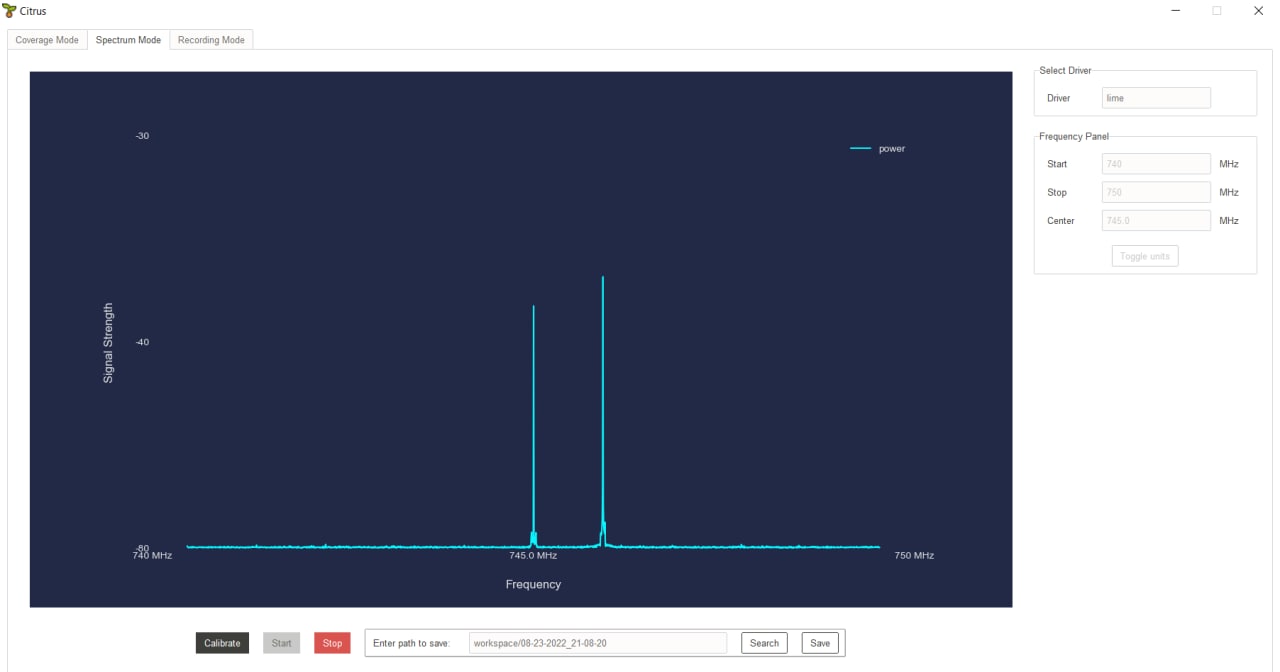 Citrus
Coverage Mode Spectrum Mode Recording Mode
-30
power
Signal Strength
-40
-80
740 MHz 745.0 MHz 750 MHz
Frequency
Select Driver
Driver lime
Frequency Panel
Start 740 MHz
Stop 750 MHz
Center 745.0 MHz
Toggle units
Calibrate Start Stop Enter path to save: workspace/08-23-2022_21-08-20 Search Save